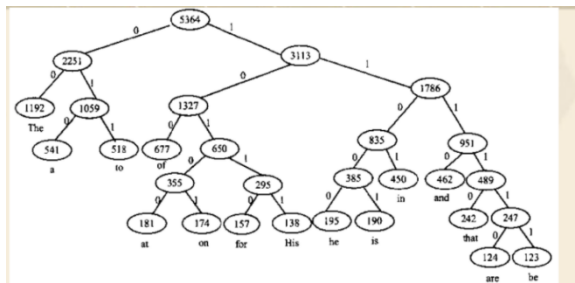 5364
0 1
2251 3113
0 1 0 1
1192 1059 1327 1786
The 0 1 0 1 0 1
541 518 677 650 835 951
a to of 0 1 0 1 0 1
355 295 385 450 462 489
in and
0 1 0 1 0 1 0 1
181 174 157 138 195 190 242 247
at on for His he is that 0 1
124 123
are be